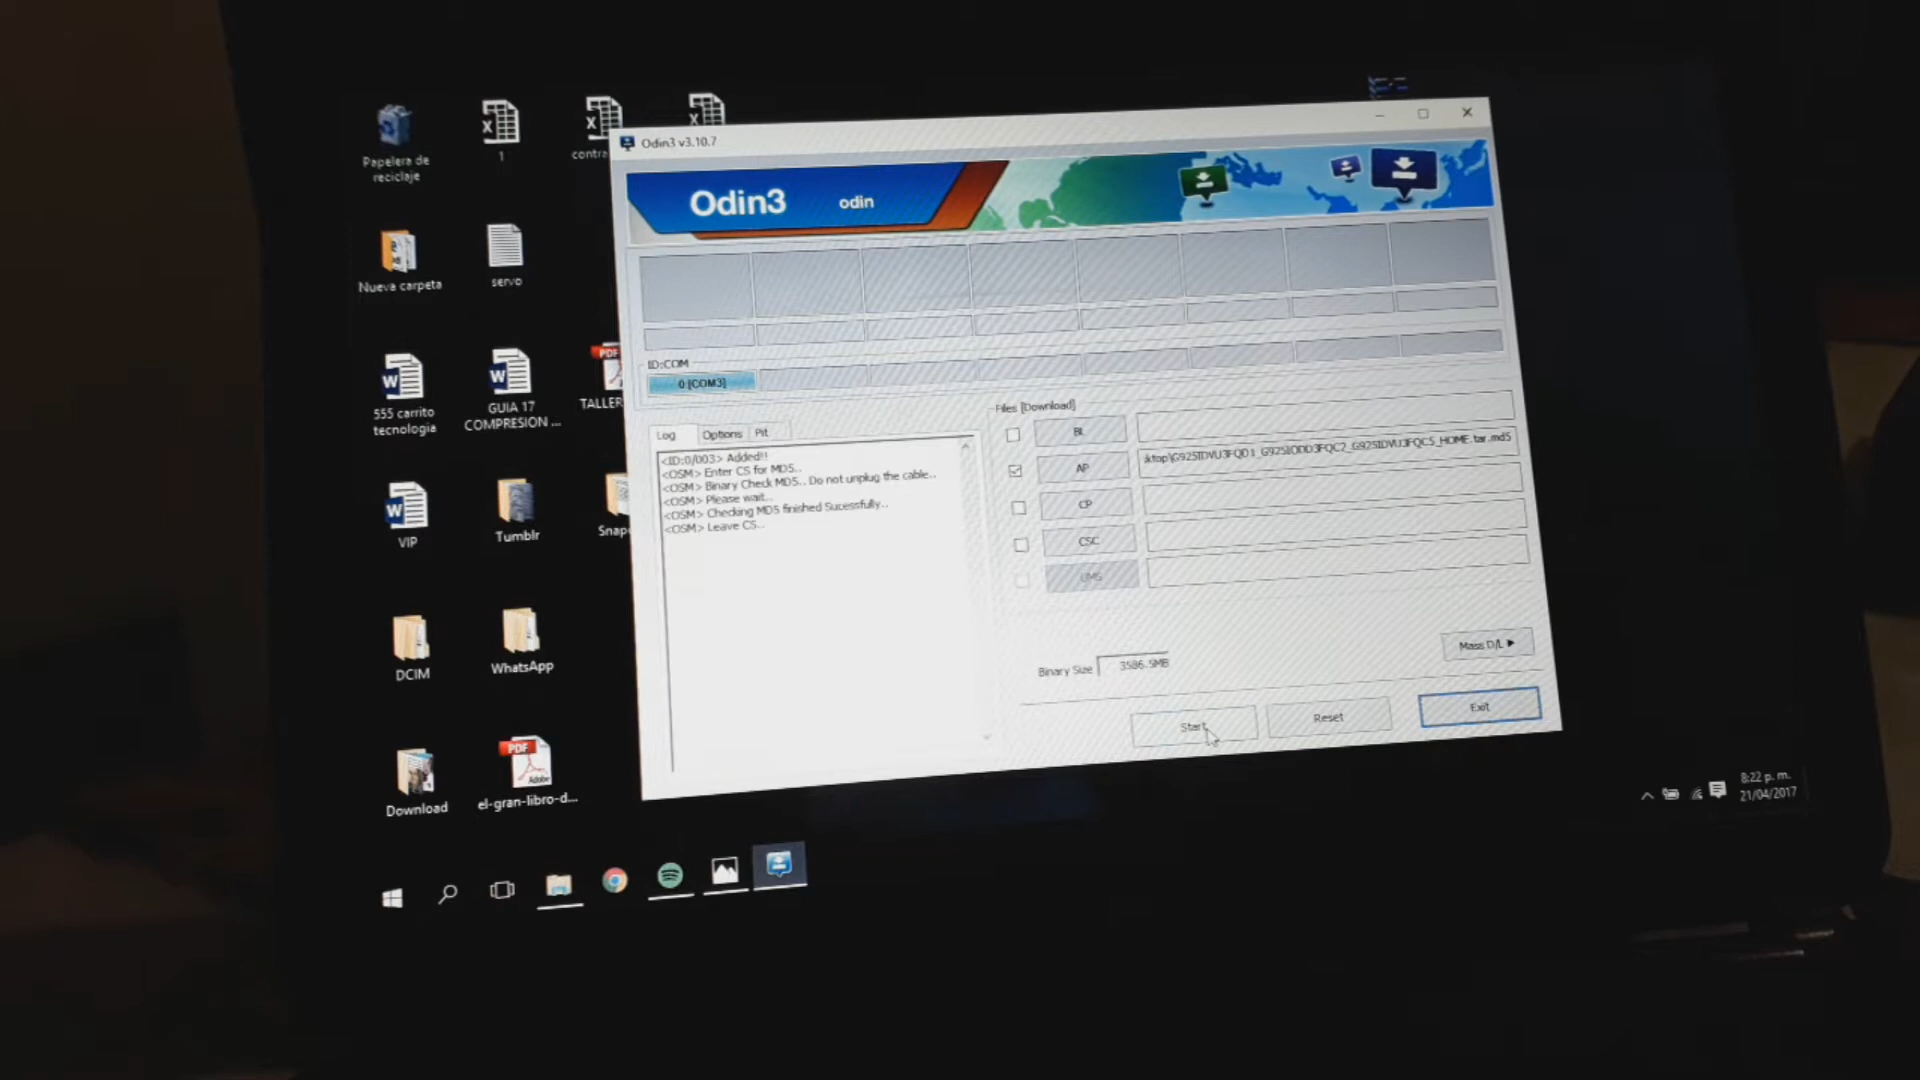 Papelera de
reciclaje
1
contra
Nueva carpeta
servo
555 carrito
tecnologia
GUIA 17
COMPRESION ...
TALLER
VIP
Tumblr
Snap
DCIM
WhatsApp
Download
el-gran-libro-d...
Odin3 v3.10.7
Odin3
odin
ID:COM
0:[COM3]
Log
Options
Pit
<ID:0/003> Added!!
<OSM> Enter CS for MD5..
<OSM> Binary Check MD5.. Do not unplug the cable..
<OSM> Please wait..
<OSM> Checking MD5 finished Sucessfully..
<OSM> Leave CS..
Files [Download]
BL
AP
CP
CSC
UMS
Binary Size
3586.5MB
Mass D/L
Start
Reset
Exit
8:22 p. m.
21/04/2017